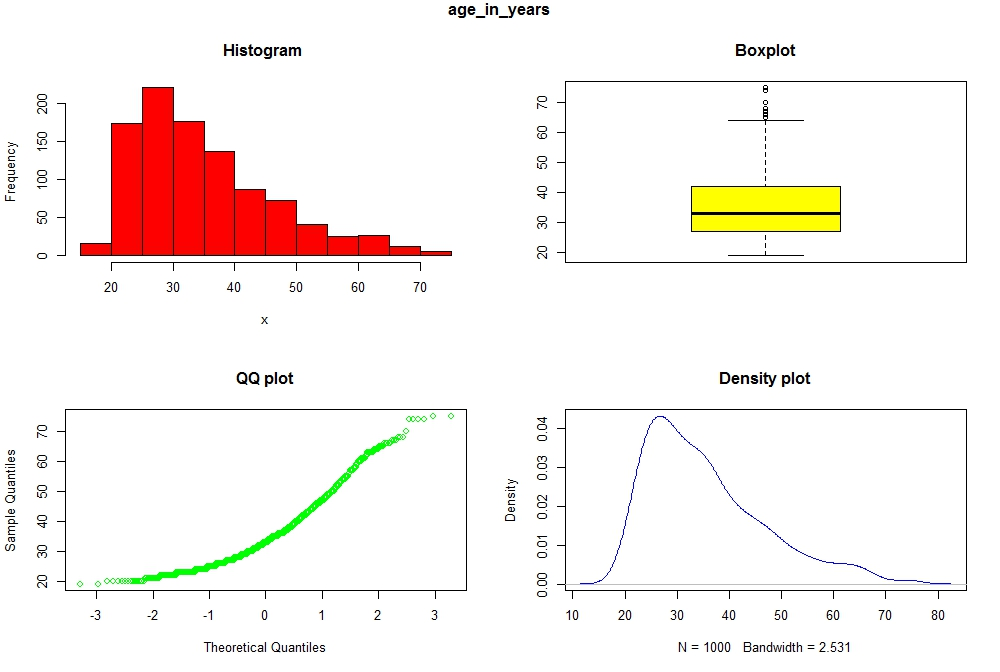 age_in_years
Histogram
Frequency
0 50 100 150 200
20 30 40 50 60 70
x
Boxplot
20 30 40 50 60 70
QQ plot
Sample Quantiles
20 30 40 50 60 70
-3 -2 -1 0 1 2 3
Theoretical Quantiles
Density plot
Density
0.00 0.01 0.02 0.03 0.04
10 20 30 40 50 60 70 80
N = 1000 Bandwidth = 2.531